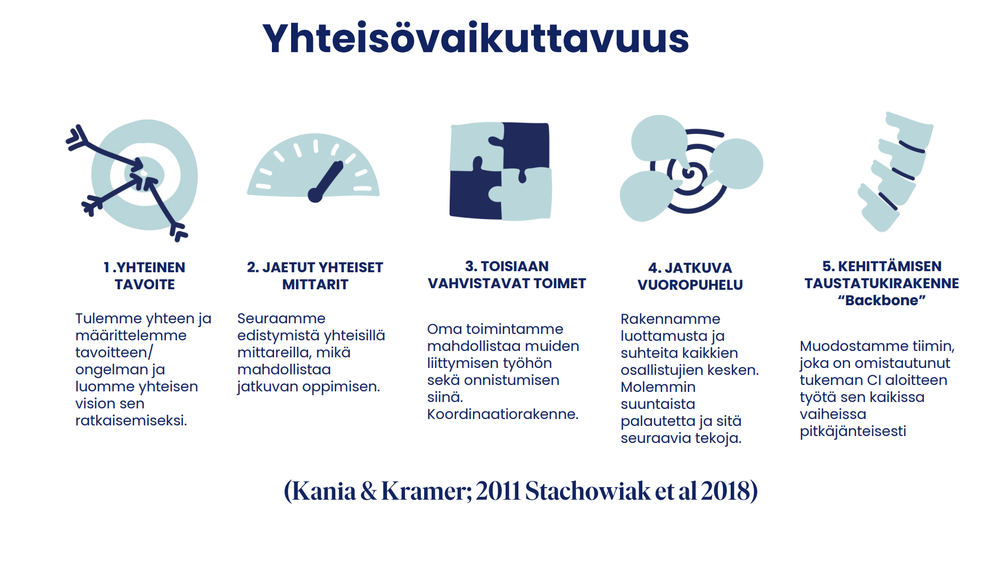 Yhteisövaikuttavuus
1 .YHTEINEN
TAVOITE
Tulemme yhteen ja
määrittelemme
tavoitteen/
ongelman ja
luomme yhteisen
vision sen
ratkaisemiseksi.
2. JAETUT YHTEISET
MITTARIT
Seuraamme
edistymistä yhteisillä
mittareilla, mikä
mahdollistaa
jatkuvan oppimisen.
3. TOISIAAN
VAHVISTAVAT TOIMET
Oma toimintamme
mahdollistaa muiden
liittymisen työhön
sekä onnistumisen
siinä.
Koordinaatiorakenne.
4. JATKUVA
VUOROPUHELU
Rakennamme
luottamusta ja
suhteita kaikkien
osallistujien kesken.
Molemmin
suuntaista
palautetta ja sitä
seuraavia tekoja.
5. KEHITTÄMISEN
TAUSTATUKIRAKENNE
“Backbone”
Muodostamme tiimin,
joka on omistautunut
tukeman CI aloitteen
työtä sen kaikissa
vaiheissa
pitkäjänteisesti
(Kania & Kramer; 2011 Stachowiak et al 2018)